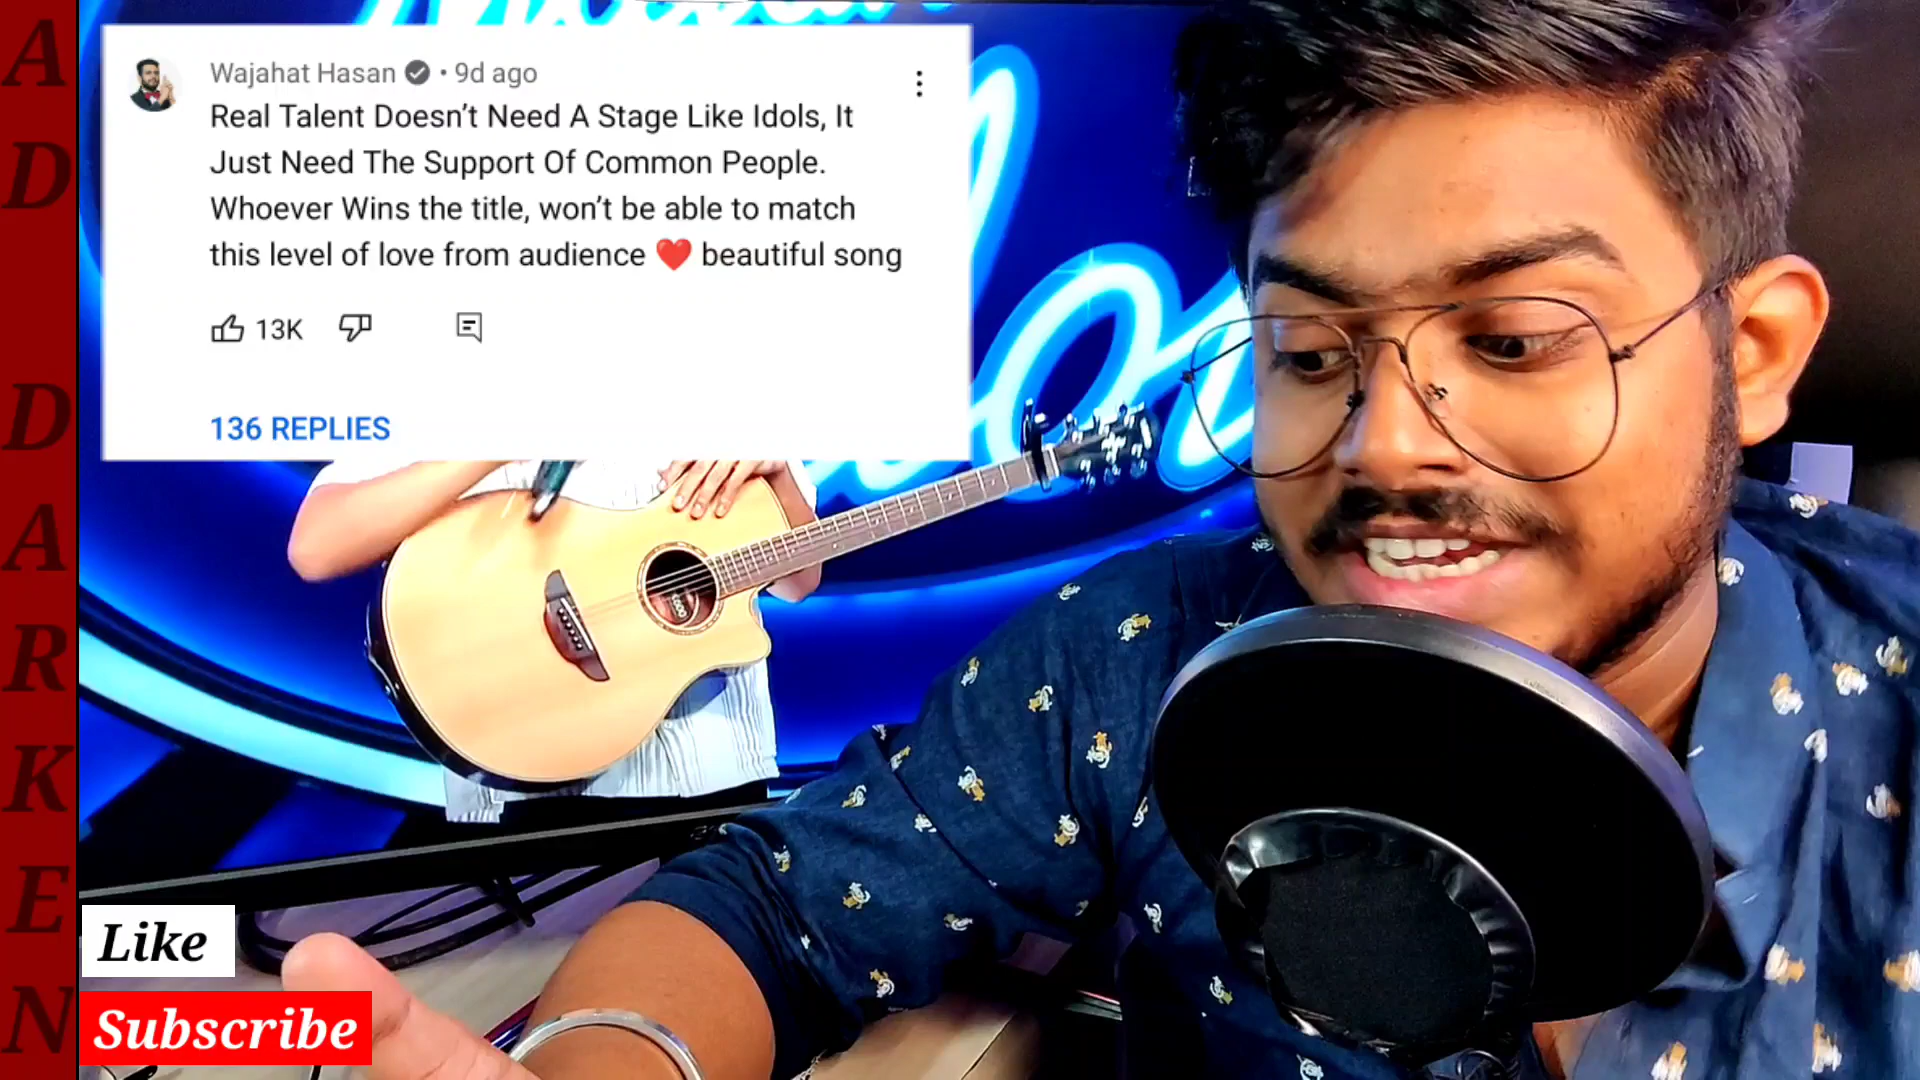 AD DARKEN
Wajahat Hasan • 9d ago
Real Talent Doesn’t Need A Stage Like Idols, It
Just Need The Support Of Common People.
Whoever Wins the title, won’t be able to match
this level of love from audience ❤️ beautiful song
13K
136 REPLIES
Like
Subscribe